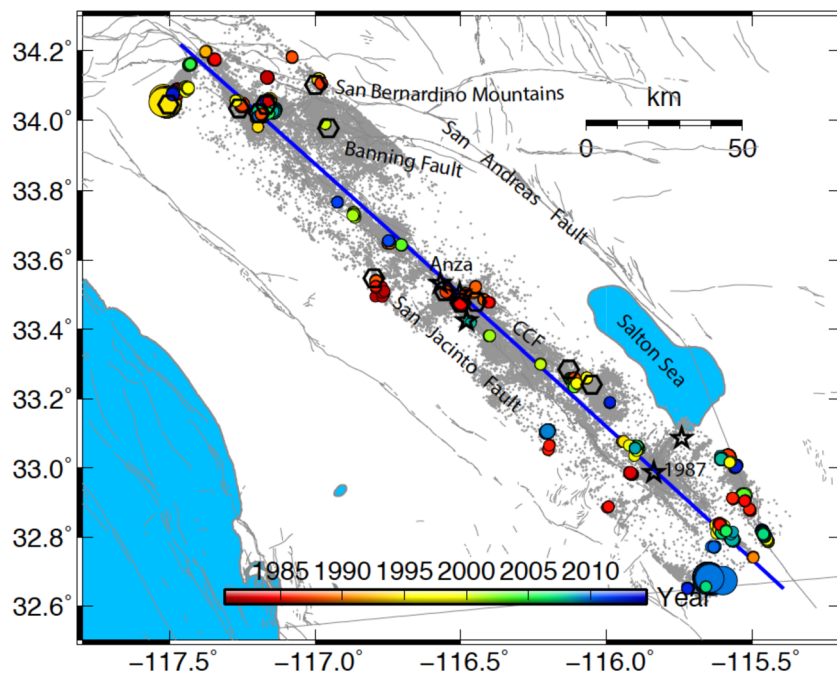 34.2°
34.0°
33.8°
33.6°
33.4°
33.2°
33.0°
32.8°
32.6°
San Bernardino Mountains
km
0 50
San Andreas Fault
Banning Fault
Anza
CCF
San Jacinto Fault
Salton Sea
1987
1985 1990 1995 2000 2005 2010
Year
−117.5° −117.0° −116.5° −116.0° −115.5°